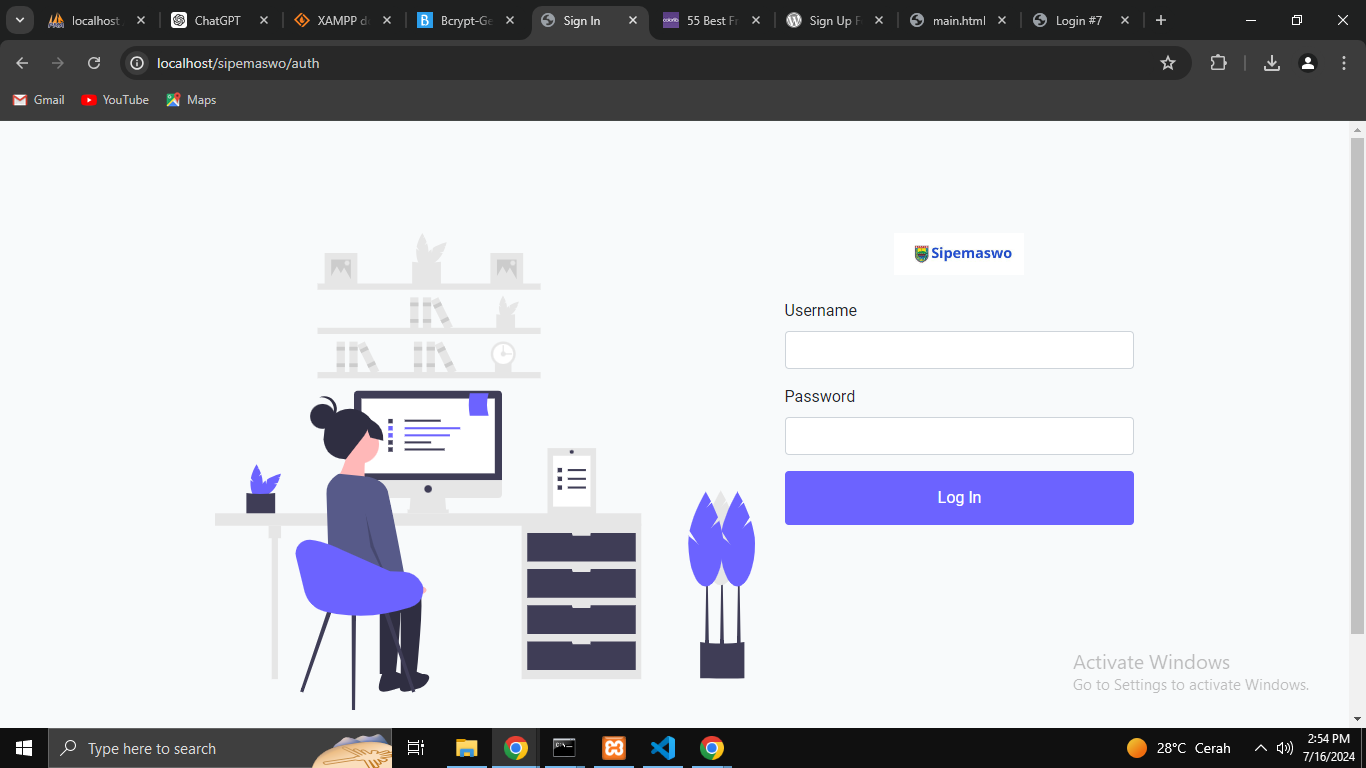 localhost
ChatGPT
XAMPP d
Bcrypt-Ge
Sign In
55 Best Fr
Sign Up F
main.html
Login #7
localhost/sipemaswo/auth
Gmail
YouTube
Maps
Sipemaswo
Username
Password
Log In
Activate Windows
Go to Settings to activate Windows.
Type here to search
28°C Cerah
2:54 PM
7/16/2024